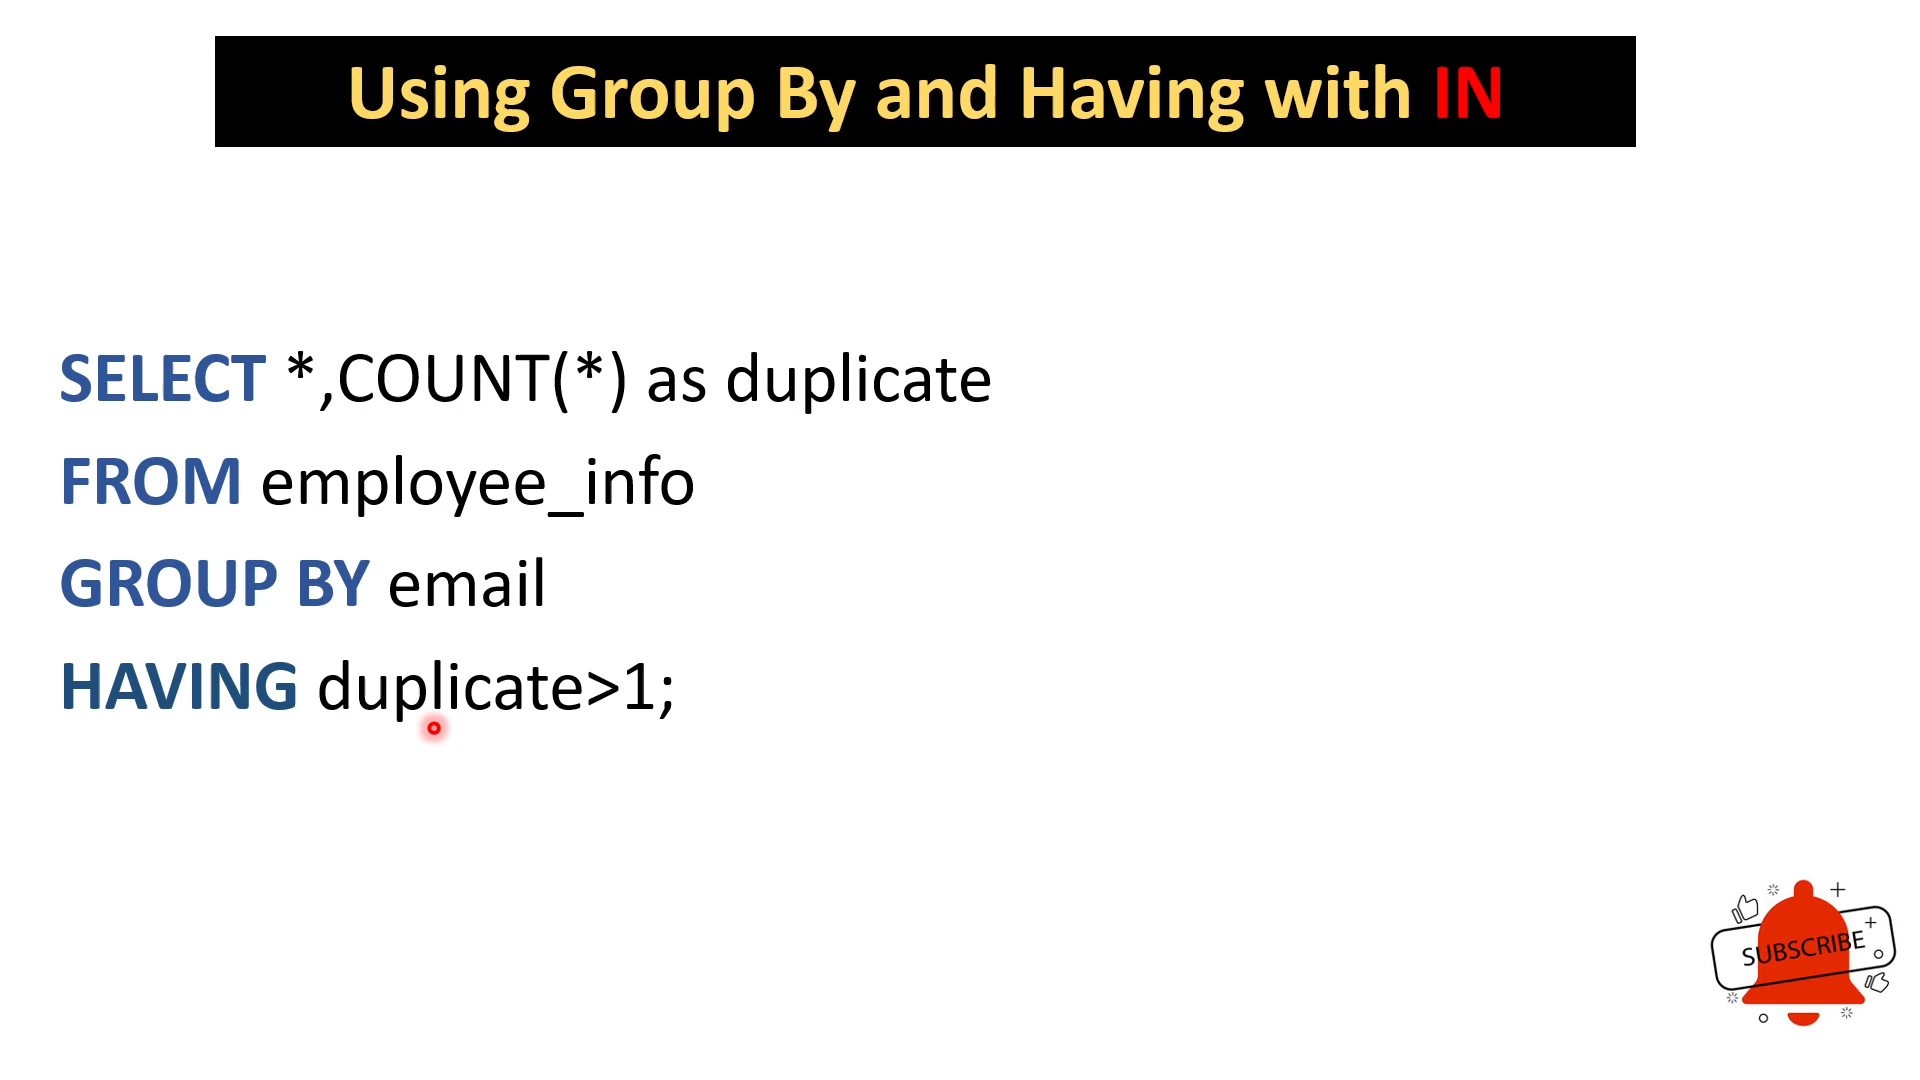 Using Group By and Having with IN
SELECT *,COUNT(*) as duplicate
FROM employee_info
GROUP BY email
HAVING duplicate>1;
SUBSCRIBE